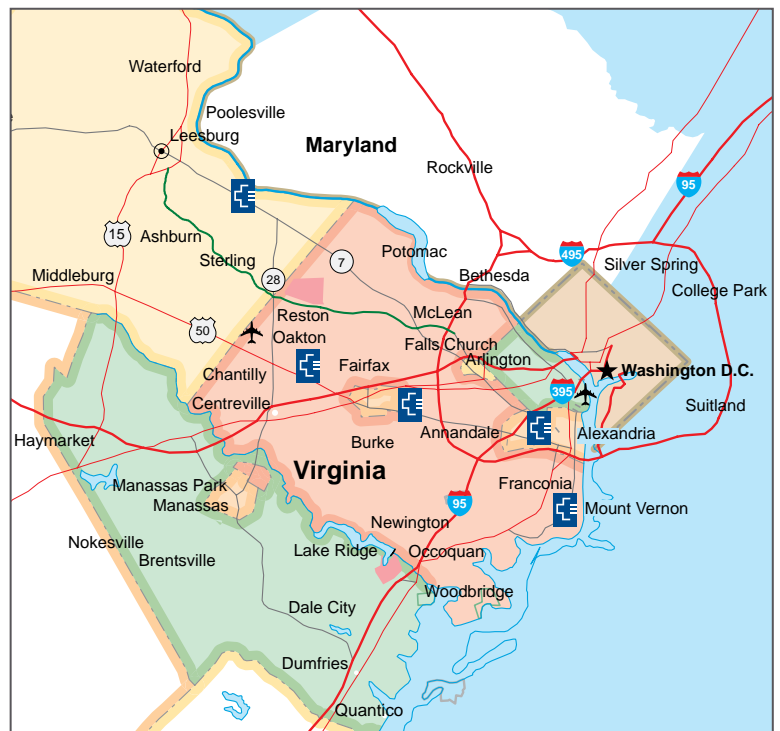 Waterford
Poolesville
Leesburg
Maryland
Rockville
95
15
Ashburn
Sterling
7
Potomac
495
Silver Spring
Bethesda
Middleburg
28
College Park
50
Reston
McLean
Oakton
Falls Church
Fairfax
Arlington
Washington D.C.
Chantilly
395
Centreville
Suitland
Haymarket
Burke
Annandale
Alexandria
Virginia
Manassas Park
Franconia
Manassas
95
Mount Vernon
Newington
Nokesville
Brentsville
Lake Ridge
Occoquan
Woodbridge
Dale City
Dumfries
Quantico